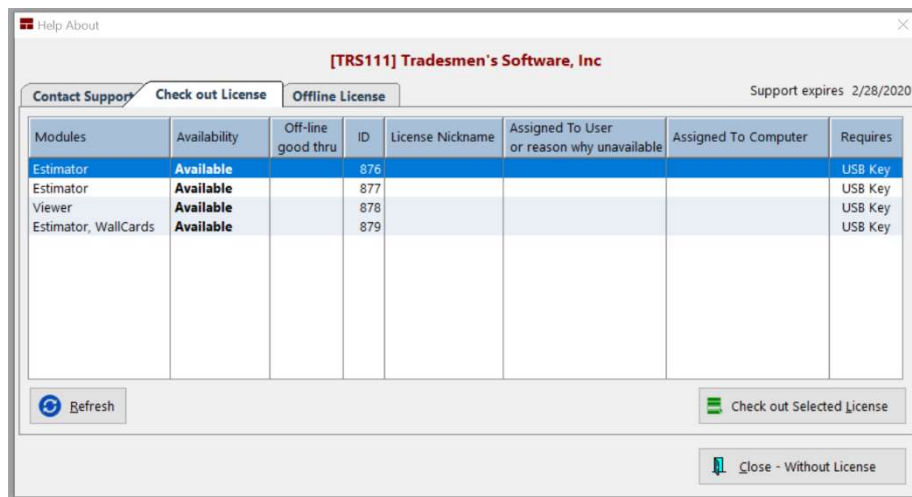 Help About
[TRS111] Tradesmen's Software, Inc
Contact Support Check out License Offline License Support expires 2/28/2020
Modules Availability Off-line good thru ID License Nickname Assigned To User or reason why unavailable Assigned To Computer Requires
Estimator Available 876 USB Key
Estimator Available 877 USB Key
Viewer Available 878 USB Key
Estimator, WallCards Available 879 USB Key
Refresh Check out Selected License
Close - Without License